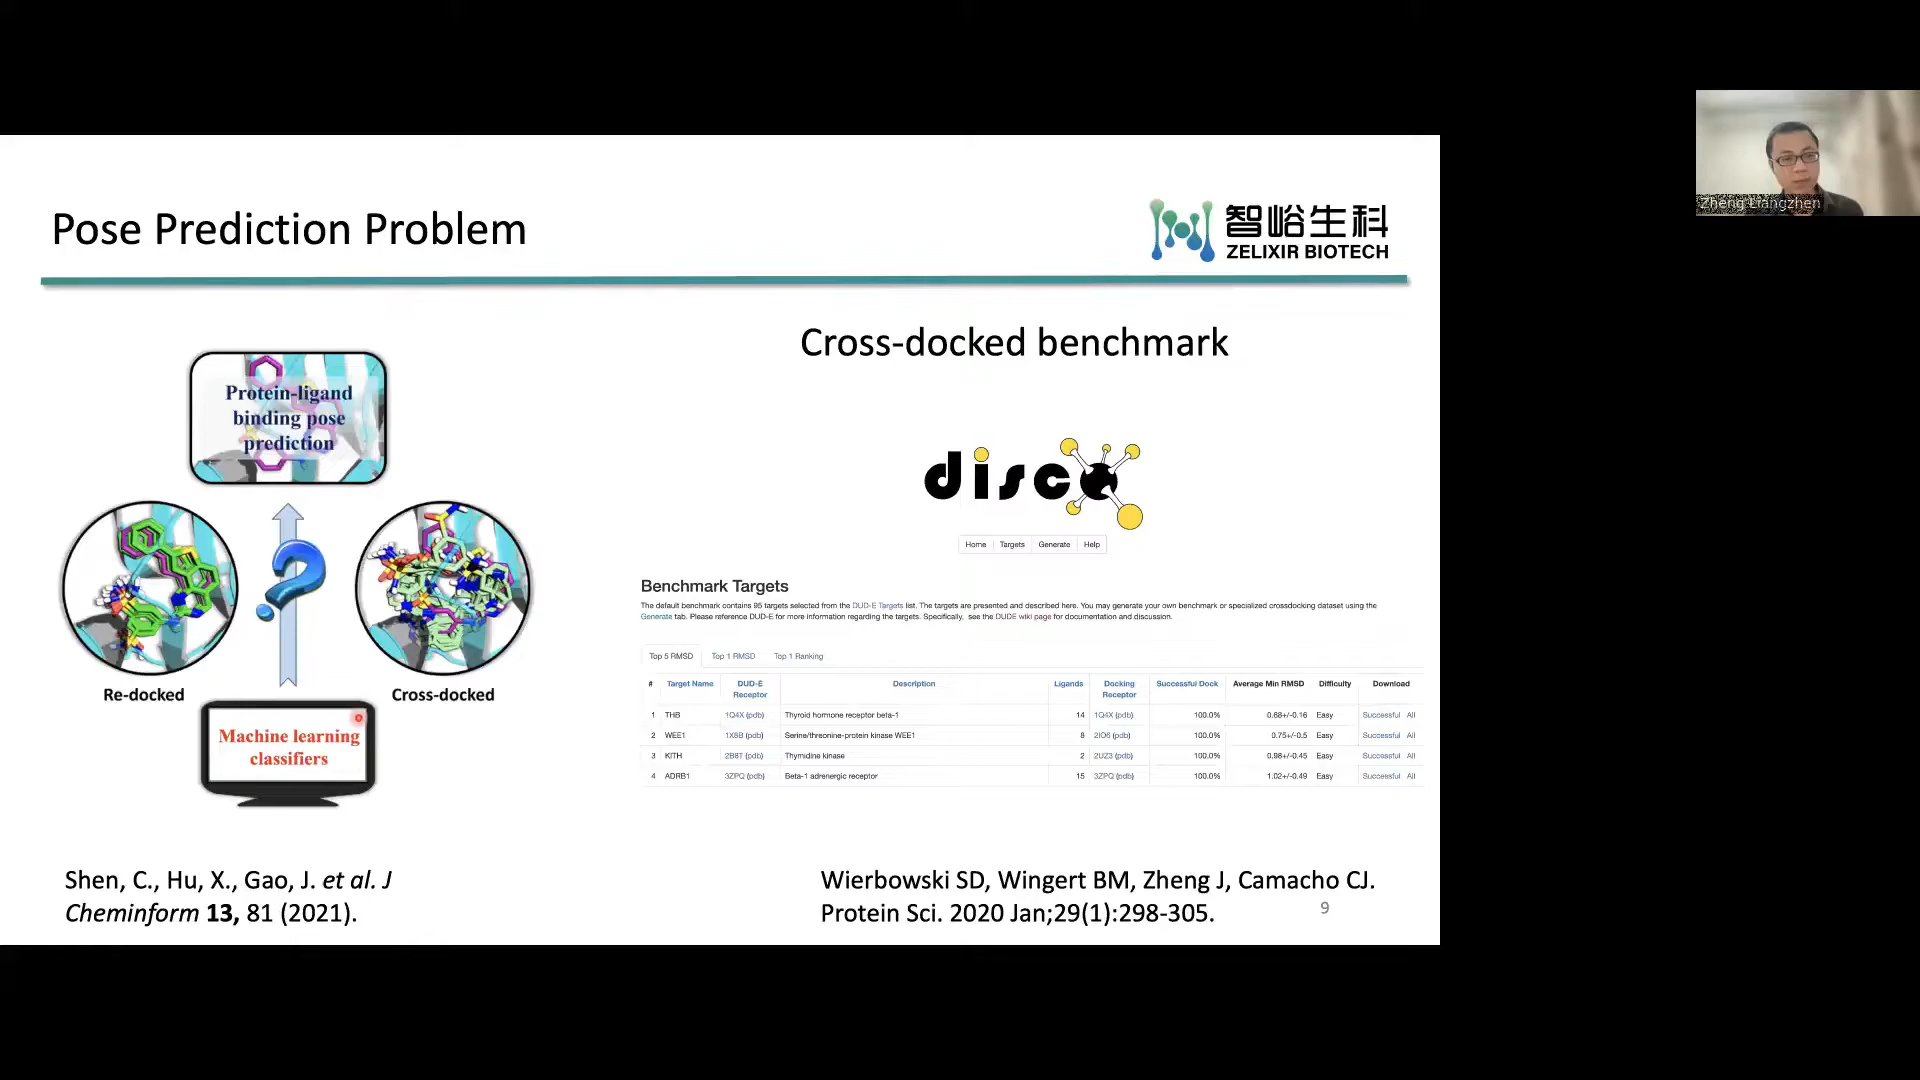 Zheng Liangzhen
Pose Prediction Problem
智峪生科
ZELIXIR BIOTECH
Protein-ligand
binding pose
prediction
Re-docked
Cross-docked
Machine learning
classifiers
Shen, C., Hu, X., Gao, J. et al. J
Cheminform 13, 81 (2021).
Cross-docked benchmark
disco
Home Targets Generate Help
Benchmark Targets
The default benchmark contains 95 targets selected from the DUD-E Targets list. The targets are presented and described here. You may generate your own benchmark or specialized crossdocking dataset using the
Generate tab. Please reference DUD-E for more information regarding the targets. Specifically, see the DUDE wiki page for documentation and discussion.
Top 5 RMSD Top 1 RMSD Top 1 Ranking
# Target Name DUD-E Receptor Description Ligands Docking Receptor Successful Dock Average Min RMSD Difficulty Download
1 THB 1Q4X (pdb) Thyroid hormone receptor beta-1 14 1Q4X (pdb) 100.0% 0.68+/-0.16 Easy Successful All
2 WEE1 1X8B (pdb) Serine/threonine-protein kinase WEE1 8 2IO6 (pdb) 100.0% 0.75+/-0.5 Easy Successful All
3 KITH 2B8T (pdb) Thymidine kinase 2 2UZ3 (pdb) 100.0% 0.98+/-0.45 Easy Successful All
4 ADRB1 3ZPQ (pdb) Beta-1 adrenergic receptor 15 3ZPQ (pdb) 100.0% 1.02+/-0.49 Easy Successful All
Wierbowski SD, Wingert BM, Zheng J, Camacho CJ.
Protein Sci. 2020 Jan;29(1):298-305.
9